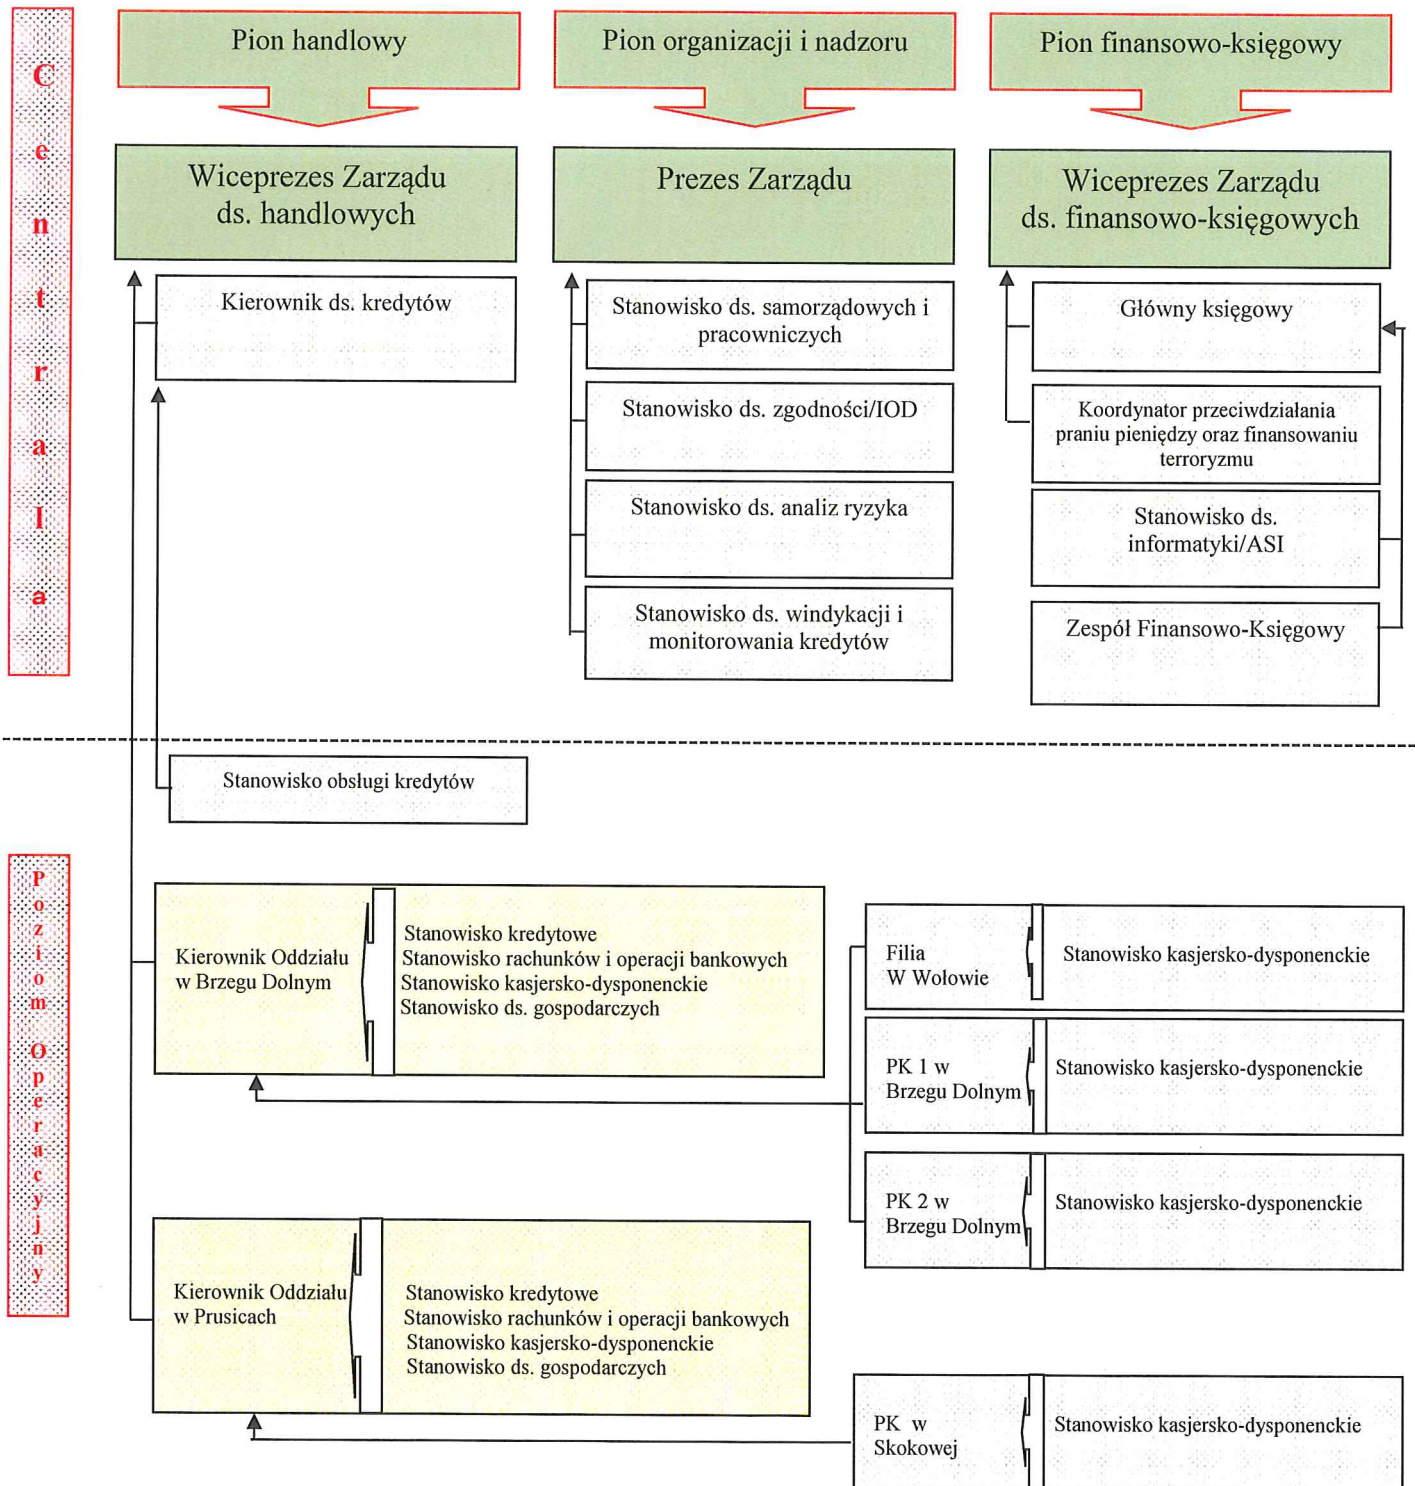 Centrala
Pion handlowy
Pion organizacji i nadzoru
Pion finansowo-księgowy
Wiceprezes Zarządu
ds. handlowych
Prezes Zarządu
Wiceprezes Zarządu
ds. finansowo-księgowych
Kierownik ds. kredytów
Stanowisko ds. samorządowych i
pracowniczych
Stanowisko ds. zgodności/IOD
Stanowisko ds. analiz ryzyka
Stanowisko ds. windykacji i
monitorowania kredytów
Główny księgowy
Koordynator przeciwdziałania
praniu pieniędzy oraz finansowaniu
terroryzmu
Stanowisko ds.
informatyki/ASI
Zespół Finansowo-Księgowy
Poziom Operacyjny
Stanowisko obsługi kredytów
Kierownik Oddziału
w Brzegu Dolnym
Stanowisko kredytowe
Stanowisko rachunków i operacji bankowych
Stanowisko kasjersko-dysponenckie
Stanowisko ds. gospodarczych
Filia
W Wołowie
Stanowisko kasjersko-dysponenckie
PK 1 w
Brzegu Dolnym
Stanowisko kasjersko-dysponenckie
PK 2 w
Brzegu Dolnym
Stanowisko kasjersko-dysponenckie
Kierownik Oddziału
w Prusicach
Stanowisko kredytowe
Stanowisko rachunków i operacji bankowych
Stanowisko kasjersko-dysponenckie
Stanowisko ds. gospodarczych
PK w
Skokowej
Stanowisko kasjersko-dysponenckie